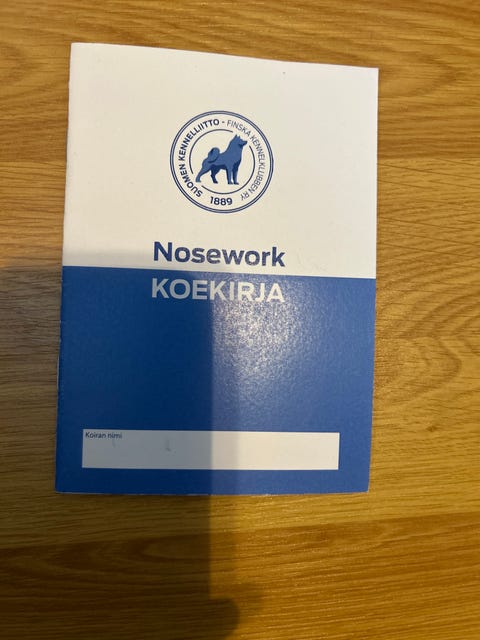 SUOMEN KENNELLIITTO - FINSKA KENNELKLUBBEN RY
1889
Nosework
KOEKIRJA
Koiran nimi